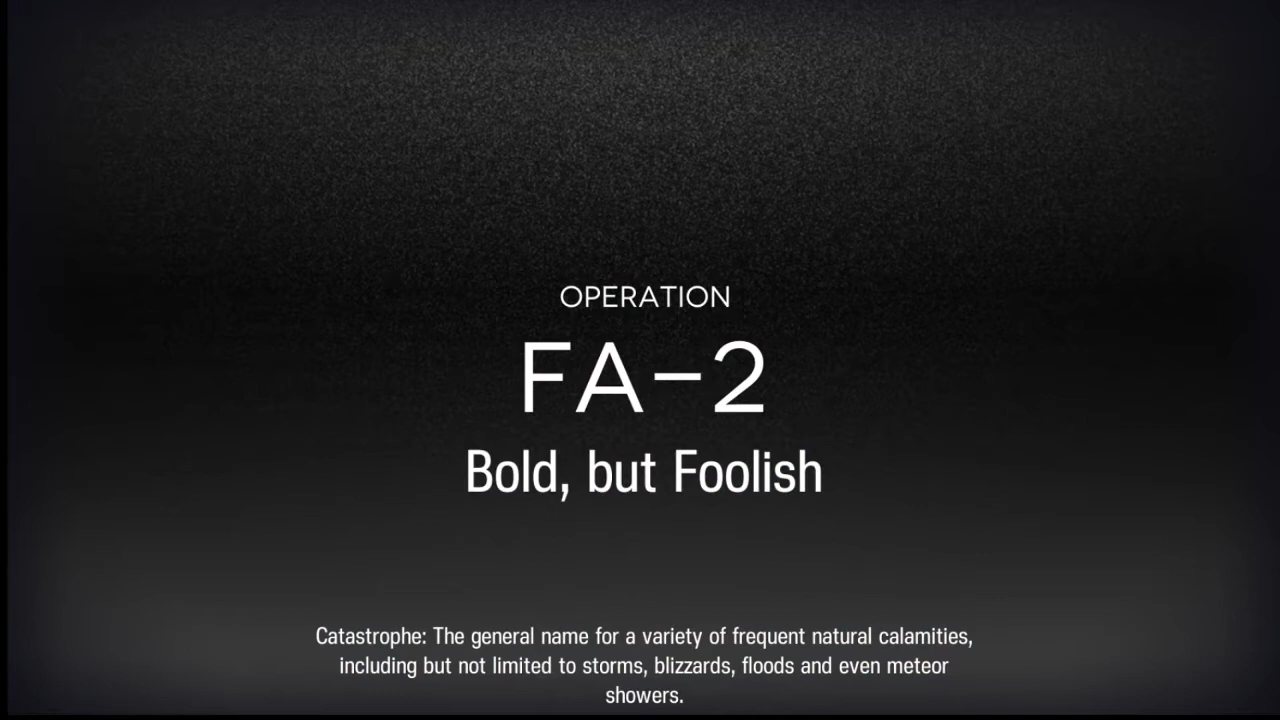 OPERATION
FA-2
Bold, but Foolish
Catastrophe: The general name for a variety of frequent natural calamities,
including but not limited to storms, blizzards, floods and even meteor
showers.